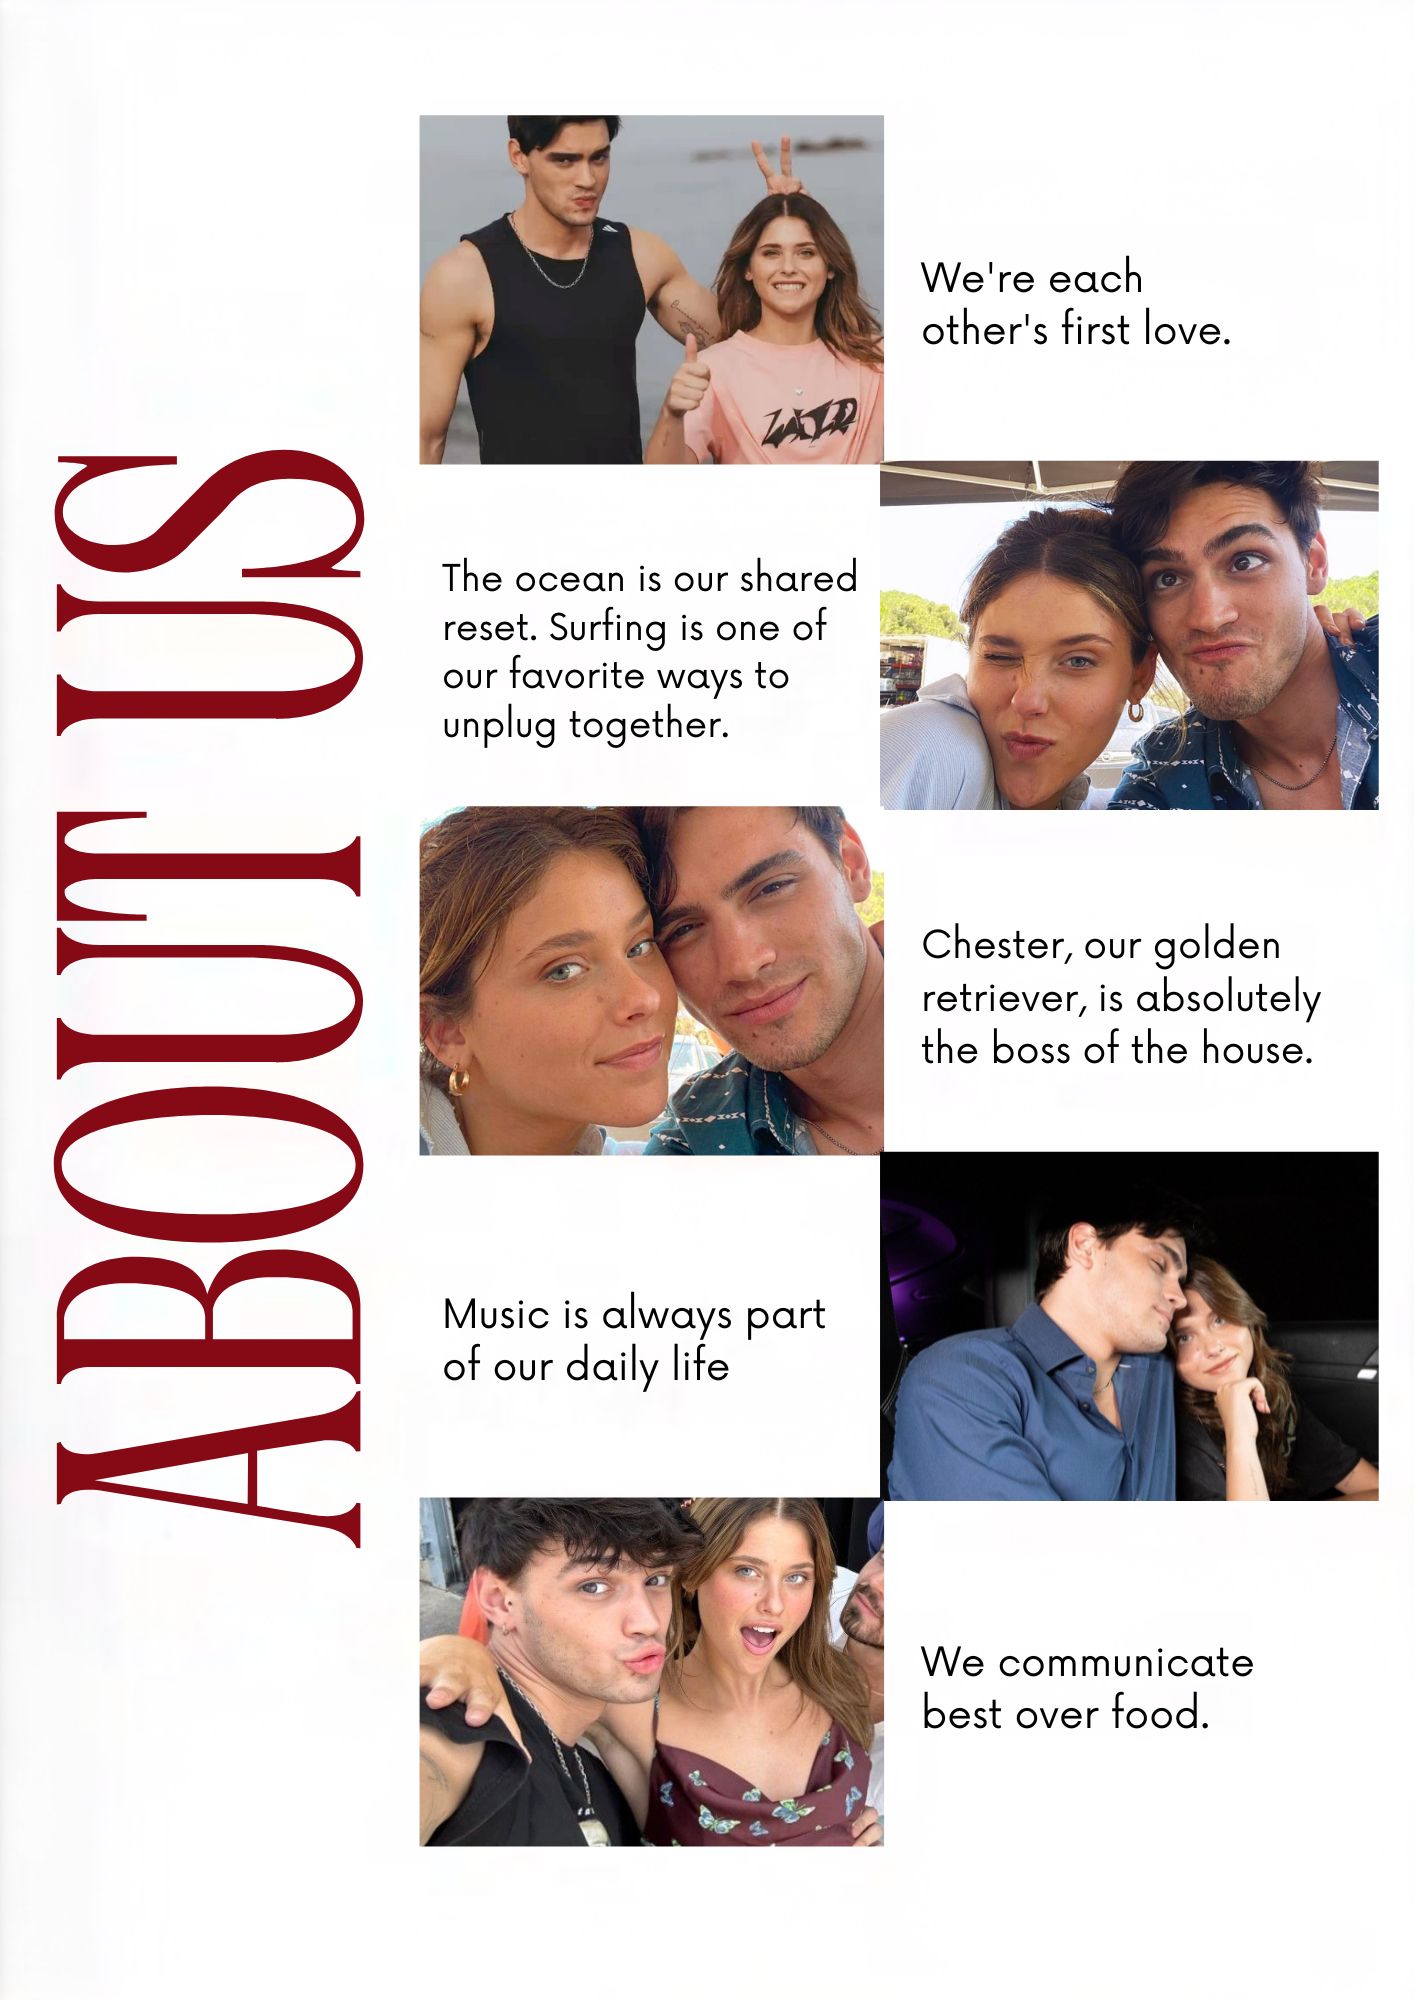 ABOUT US
We're each
other's first love.
The ocean is our shared
reset. Surfing is one of
our favorite ways to
unplug together.
Chester, our golden
retriever, is absolutely
the boss of the house.
Music is always part
of our daily life
We communicate
best over food.